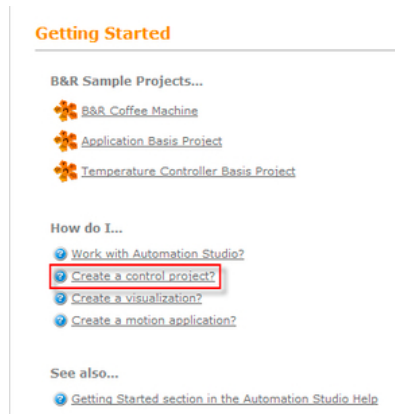 Getting Started
B&R Sample Projects...
B&R Coffee Machine
Application Basis Project
Temperature Controller Basis Project
How do I...
Work with Automation Studio?
Create a control project?
Create a visualization?
Create a motion application?
See also...
Getting Started section in the Automation Studio Help